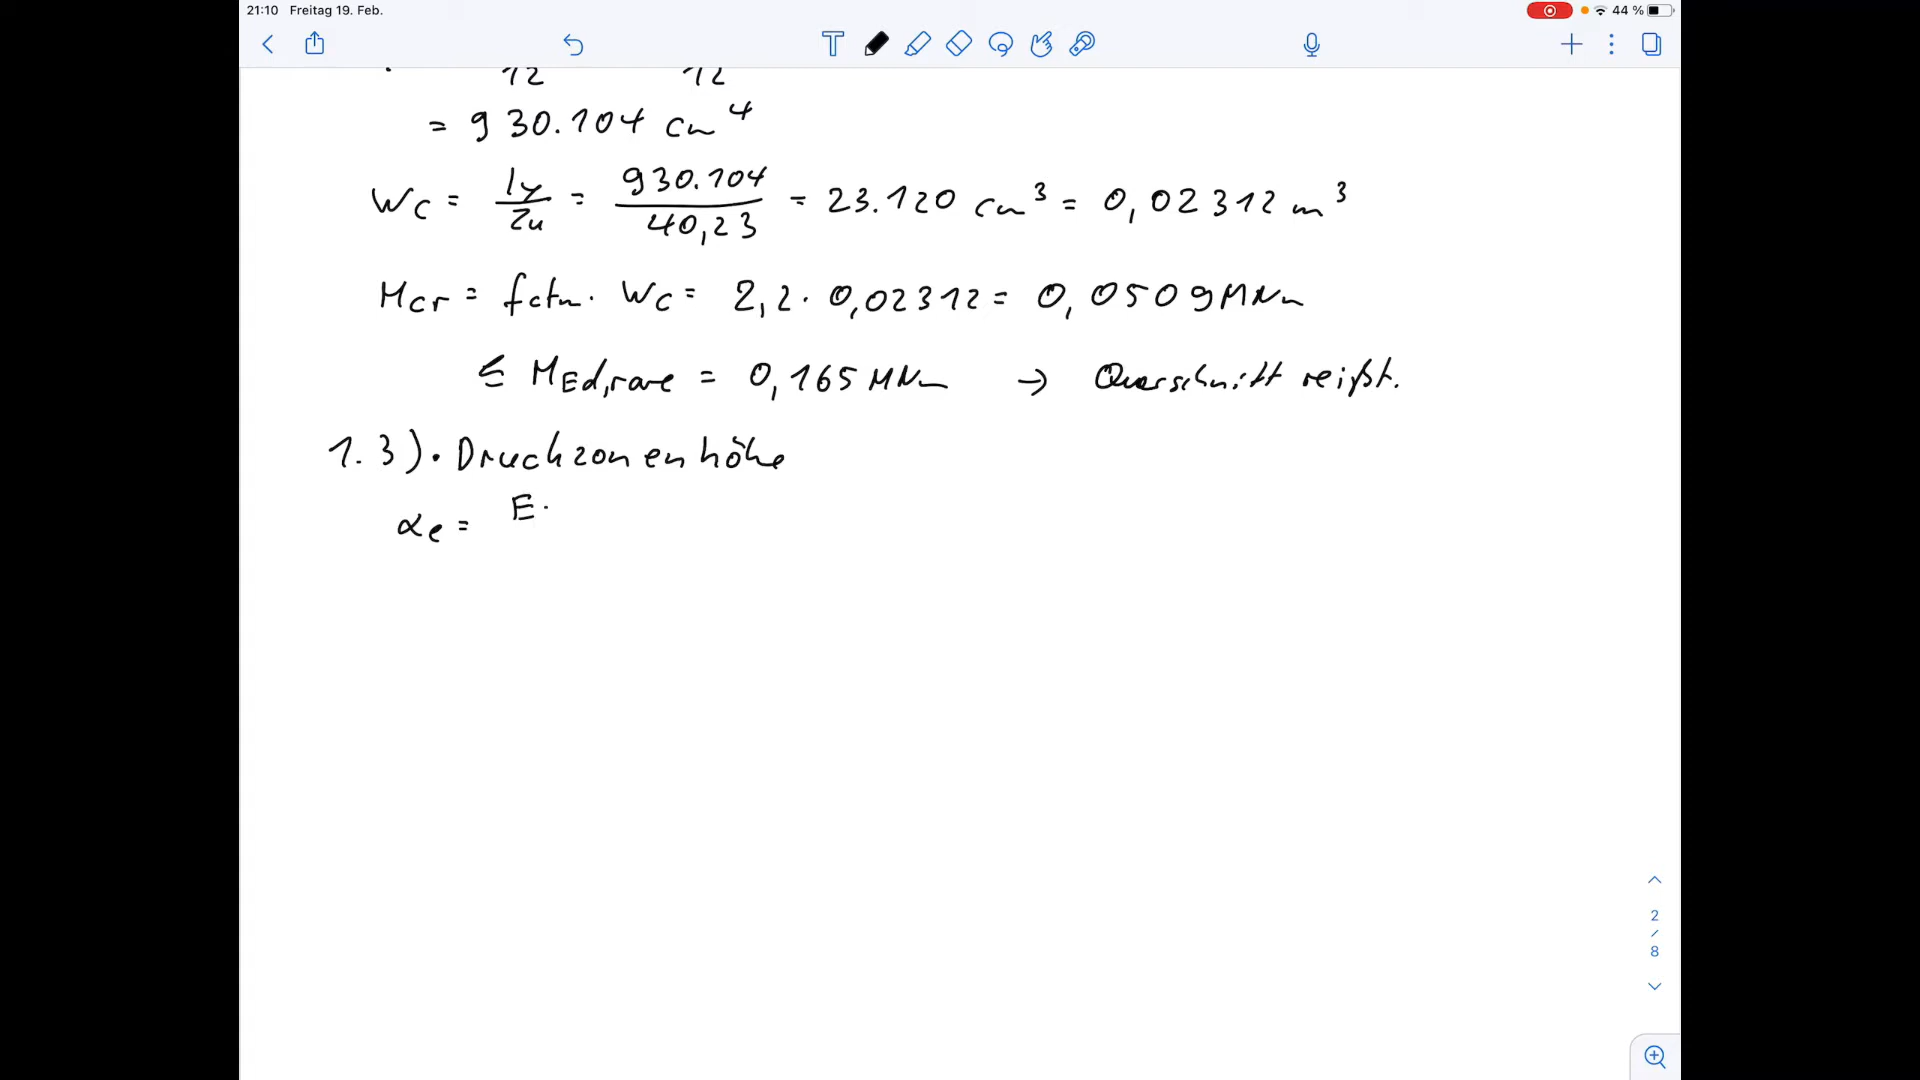 21:10 Freitag 19. Feb. 44 %
12 12
= 930.104 cm⁴
Wc = Iy/zu = 930.104/40,23 = 23.120 cm³ = 0,02312 m³
Mcr = fctm · Wc = 2,2 · 0,02312 = 0,0509 MNm
≤ MEd,rare = 0,165 MNm → Querschnitt reißt.
1.3) • Druckzonenhöhe
αe = E
2
/
8